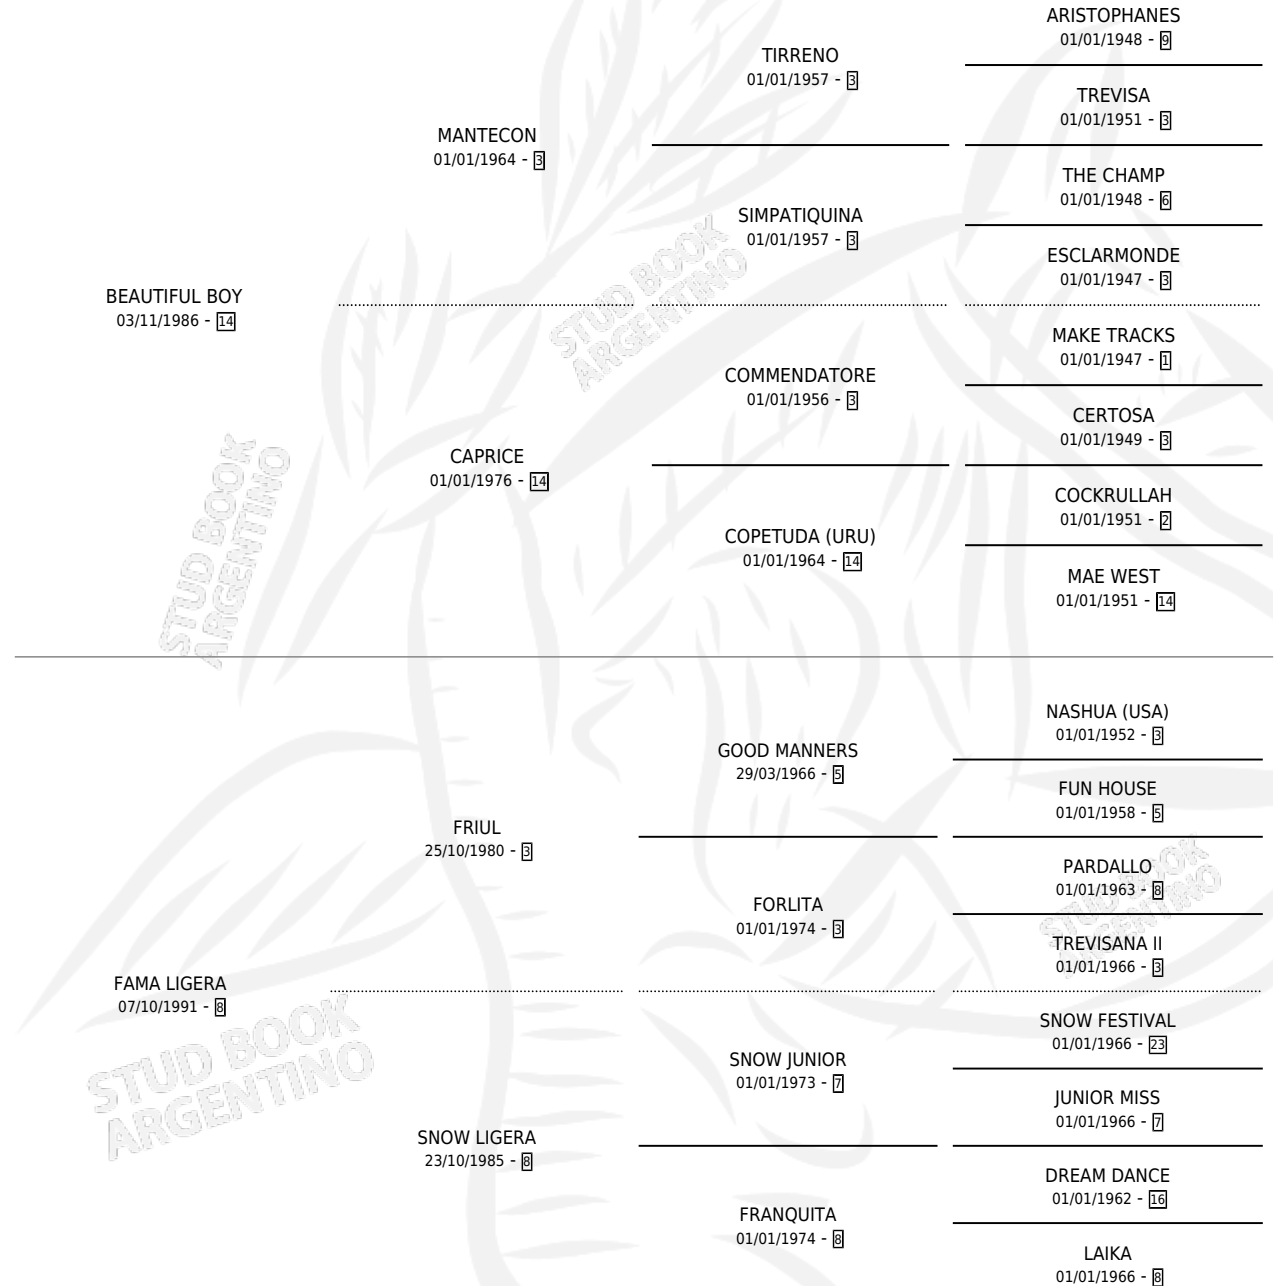 ARISTOPHANES
01/01/1948 - 9
TIRRENO
01/01/1957 - 3
TREVISA
01/01/1951 - 3
MANTECON
01/01/1964 - 3
THE CHAMP
01/01/1948 - 6
SIMPATIQUINA
01/01/1957 - 3
ESCLARMONDE
01/01/1947 - 3
BEAUTIFUL BOY
03/11/1986 - 14
STUD BOOK
ARGENTINO
MAKE TRACKS
01/01/1947 - 1
COMMENDATORE
01/01/1956 - 3
CERTOSA
01/01/1949 - 3
CAPRICE
01/01/1976 - 14
COCKRULLAH
01/01/1951 - 2
COPETUDA (URU)
01/01/1964 - 14
MAE WEST
01/01/1951 - 14
STUD BOOK
ARGENTINO
NASHUA (USA)
01/01/1952 - 3
GOOD MANNERS
29/03/1966 - 5
FUN HOUSE
01/01/1958 - 5
FRIUL
25/10/1980 - 3
PARDALLO
01/01/1963 - 8
FORLITA
01/01/1974 - 3
TREVISANA II
01/01/1966 - 3
STUD BOOK
ARGENTINO
FAMA LIGERA
07/10/1991 - 8
SNOW FESTIVAL
01/01/1966 - 23
SNOW JUNIOR
01/01/1973 - 7
JUNIOR MISS
01/01/1966 - 7
STUD BOOK
ARGENTINO
SNOW LIGERA
23/10/1985 - 8
DREAM DANCE
01/01/1962 - 16
FRANQUITA
01/01/1974 - 8
LAIKA
01/01/1966 - 8